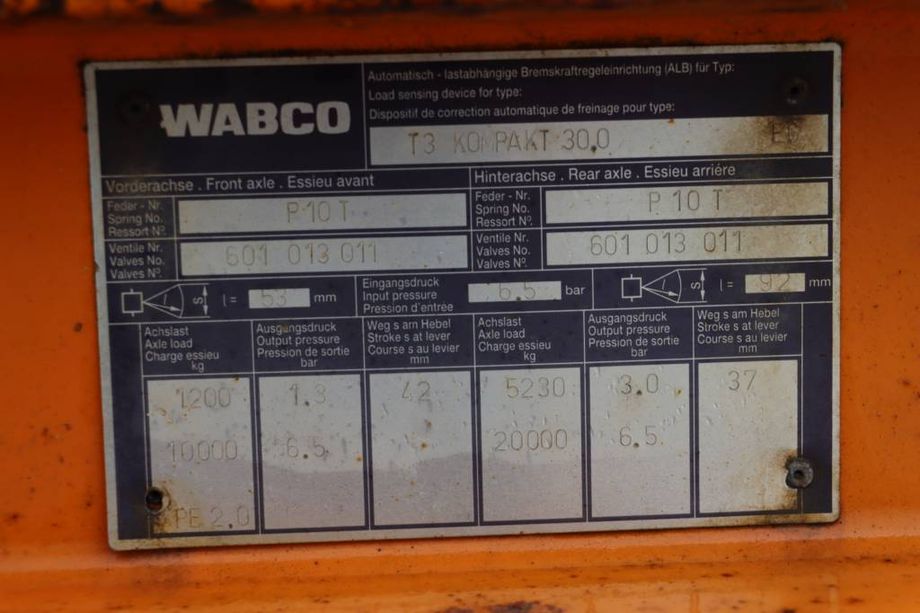 WABCO
Automatisch - lastabhängige Bremskraftregeleinrichtung (ALB) für Typ:
Load sensing device for type:
Dispositif de correction automatique de freinage pour type:
T3 KOMPAKT 30.0
Vorderachse . Front axle . Essieu avant
Hinterachse . Rear axle . Essieu arriére
Feder - Nr.
Spring No.
Ressort Nº.
P 10 T
Feder - Nr.
Spring No.
Ressort Nº.
P 10 T
Ventile Nr.
Valves No.
Valves Nº.
601 013 011
Ventile Nr.
Valves No.
Valves Nº.
601 013 011
l s l = 53 mm
Eingangsdruck
Input pressure
Pression d'entrée
6.5 bar
l s l = 92 mm
Achslast
Axle load
Charge essieu
kg
Ausgangsdruck
Output pressure
Pression de sortie
bar
Weg s am Hebel
Stroke s at lever
Course s au levier
mm
Achslast
Axle load
Charge essieu
kg
Ausgangsdruck
Output pressure
Pression de sortie
bar
Weg s am Hebel
Stroke s at lever
Course s au levier
mm
1200 1.3 42 5230 3.0 37
10000 6.5 20000 6.5
2.0